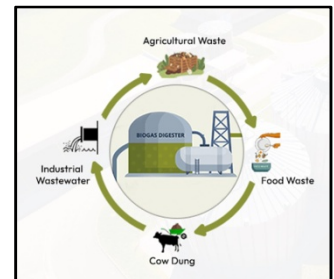 Agricultural Waste
BIOGAS DIGESTER
Industrial
Wastewater
Food Waste
Cow Dung